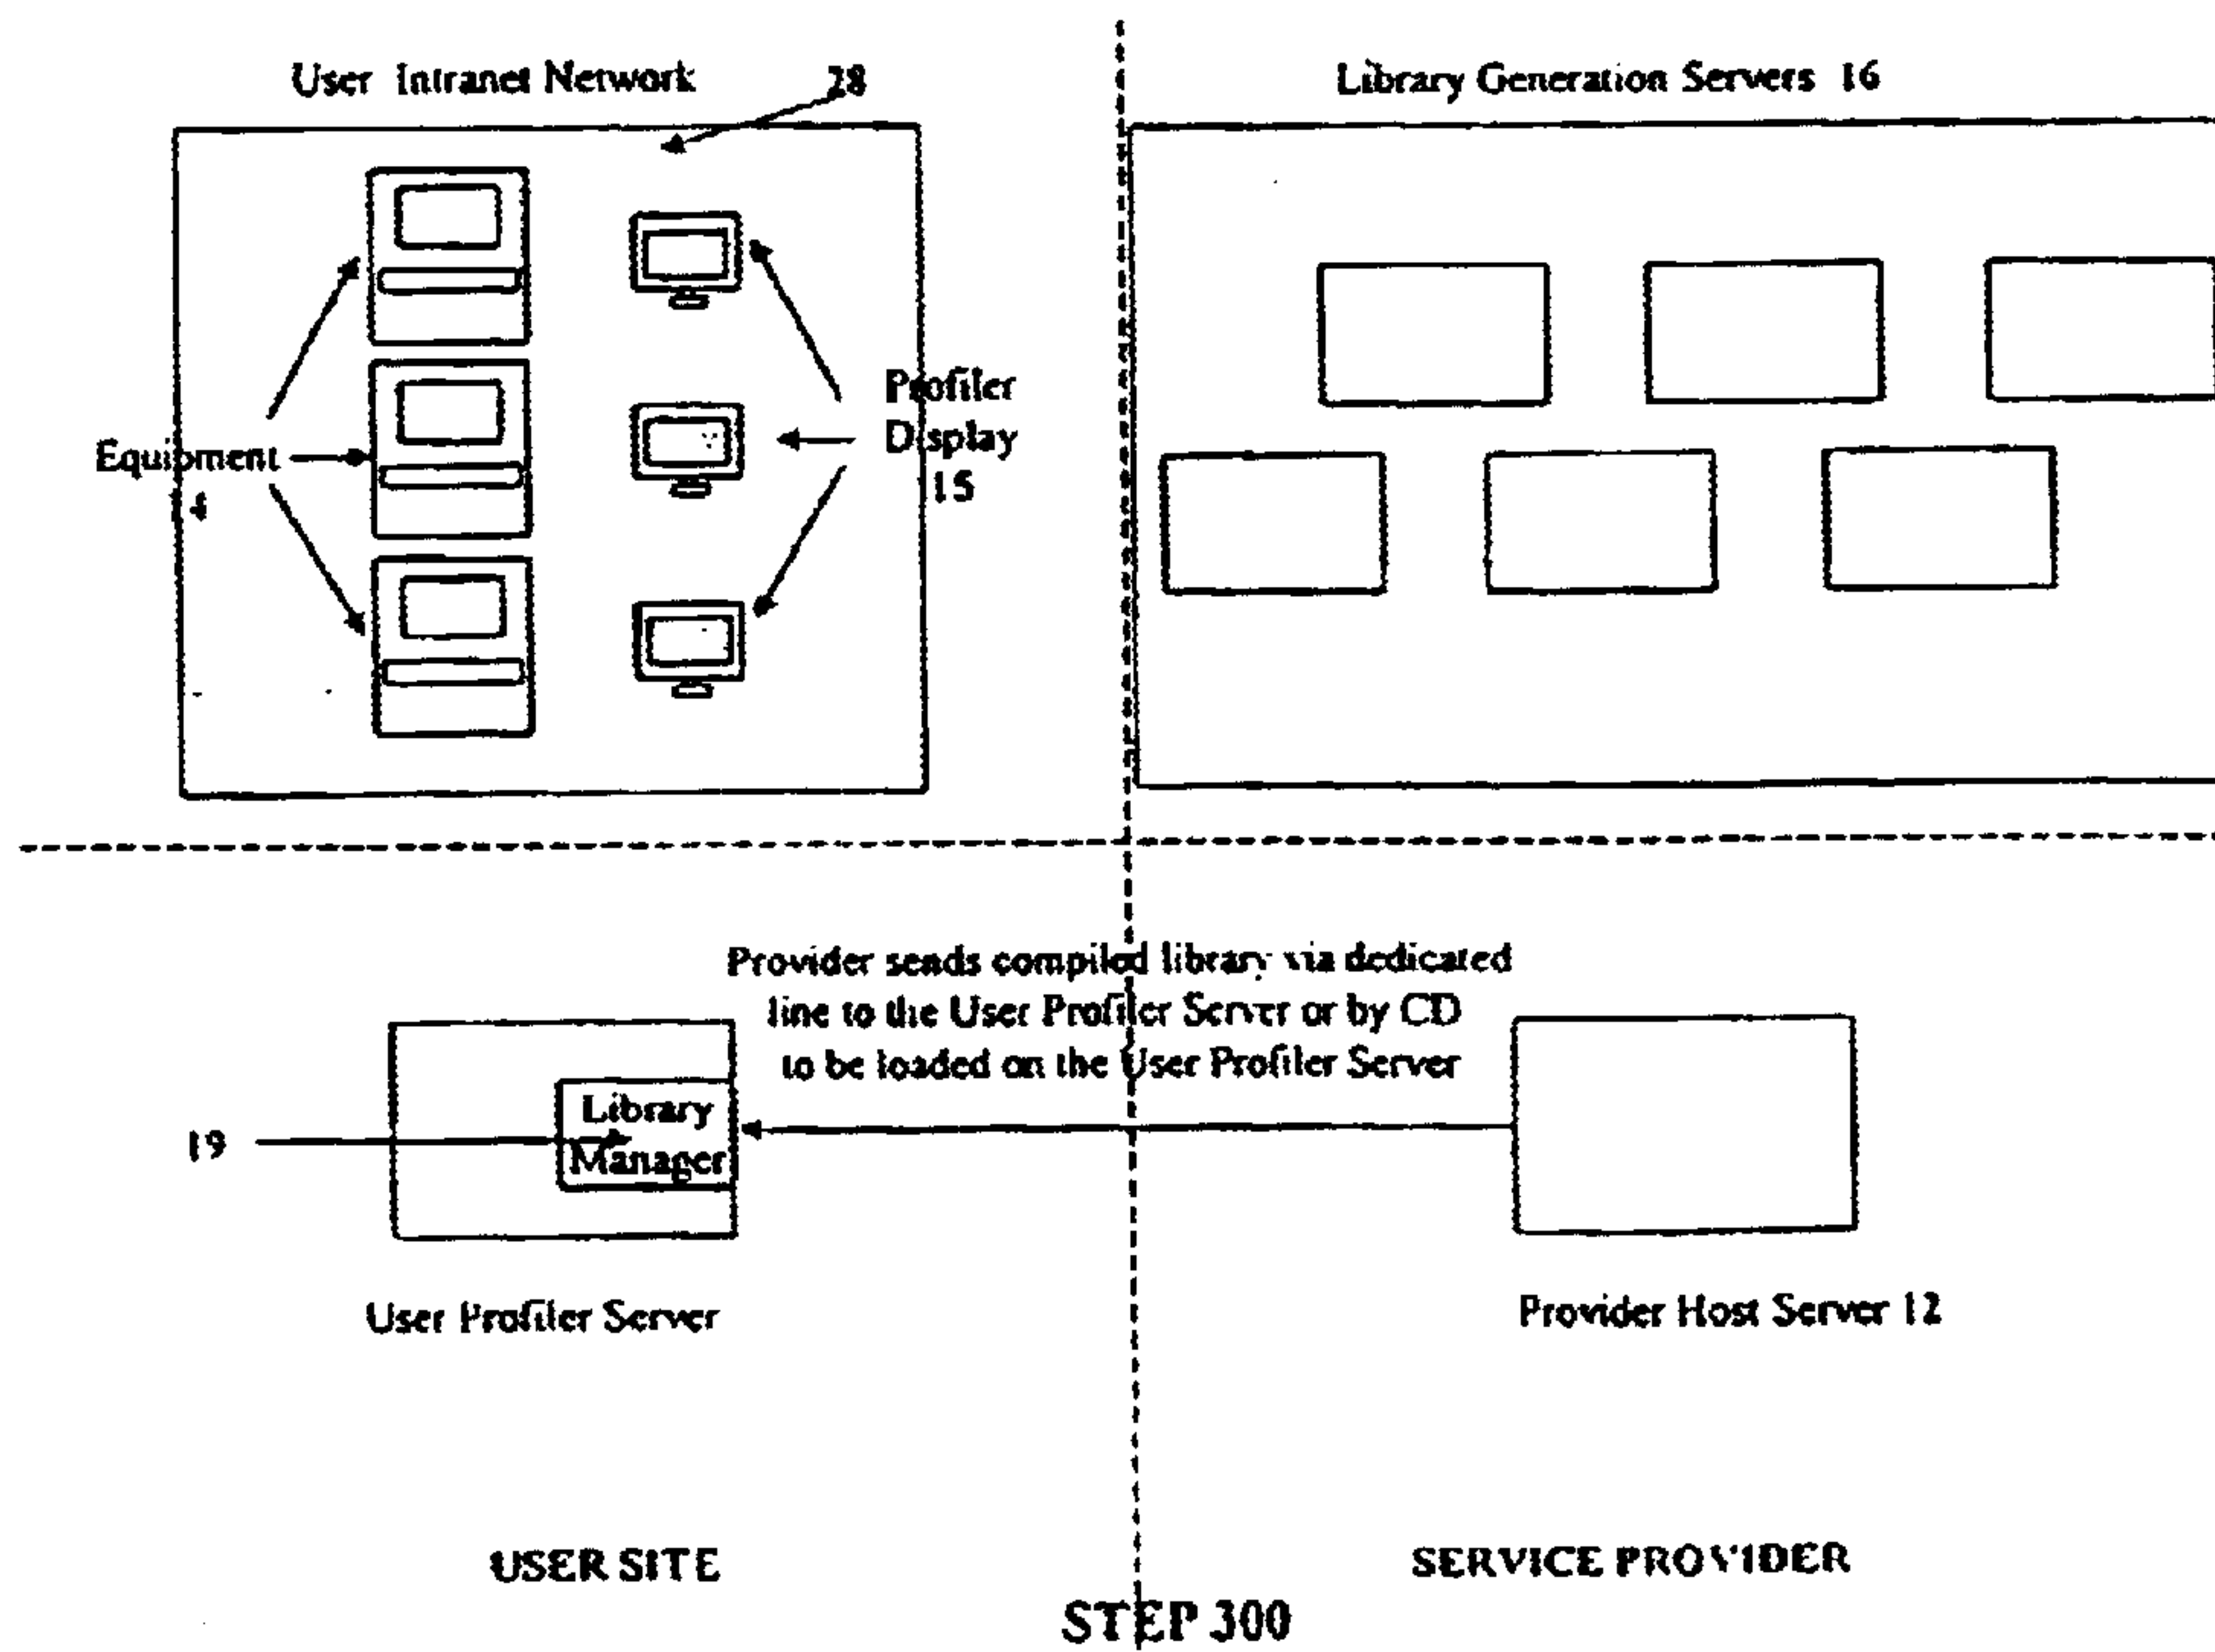 User Intranet Network
28
Library Generation Servers 16
Profiler
Display
15
Equipment
14
Provider sends compiled library via dedicated
line to the User Profiler Server or by CD
to be loaded on the User Profiler Server
Library
Manager
19
User Profiler Server
Provider Host Server 12
USER SITE
SERVICE PROVIDER
STEP 300